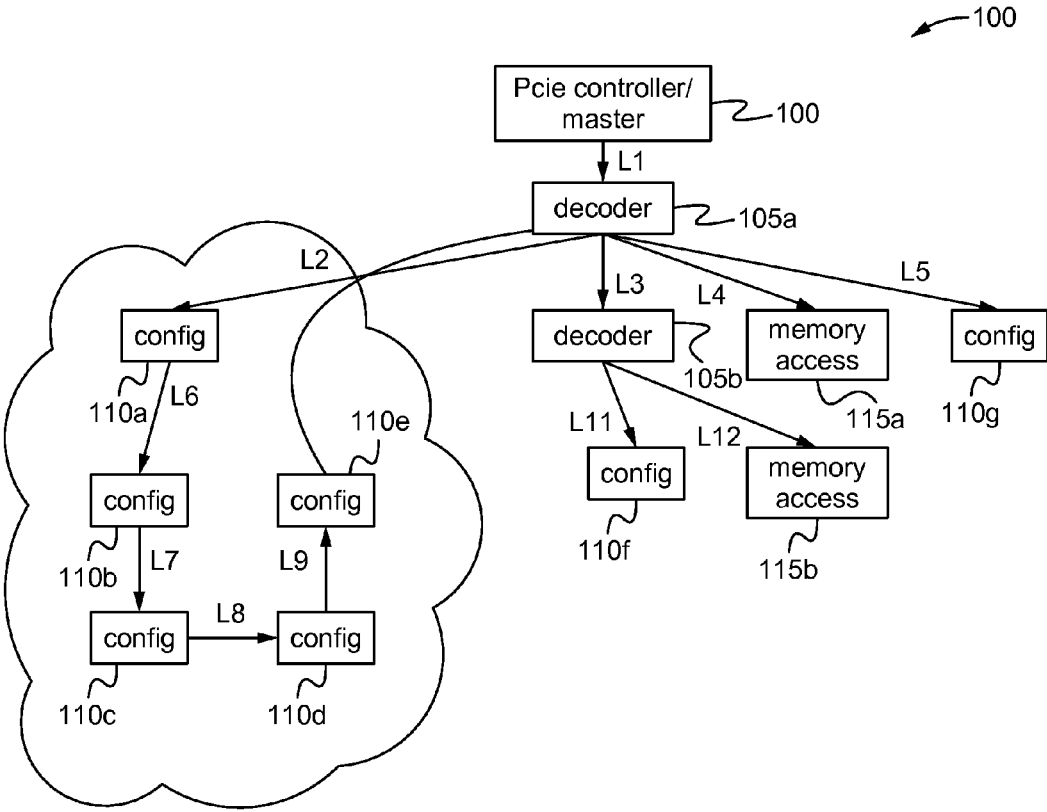 100
Pcie controller/
master
100
L1
decoder
105a
L2
L3
L4
L5
config
decoder
memory
access
config
110a
L6
105b
115a
110g
110e
L11
L12
config
config
config
memory
access
110b
L7
L9
110f
115b
config
L8
config
110c
110d